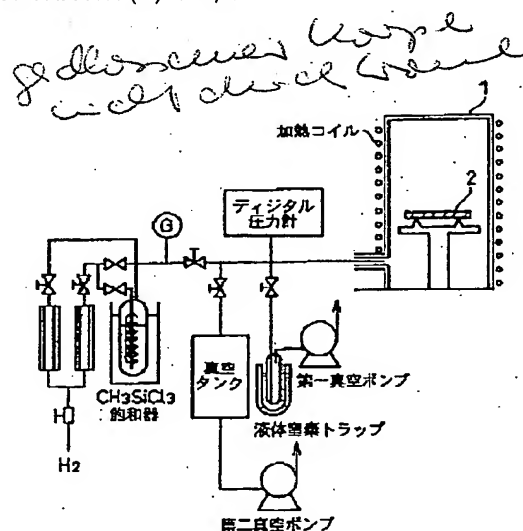 nicht durch
1
加熱コイル
2
ディジタル
圧力計
G
真空
タンク
第一真空ポンプ
CH3SiCl3
飽和器
液体窒素トラップ
H2
第二真空ポンプ